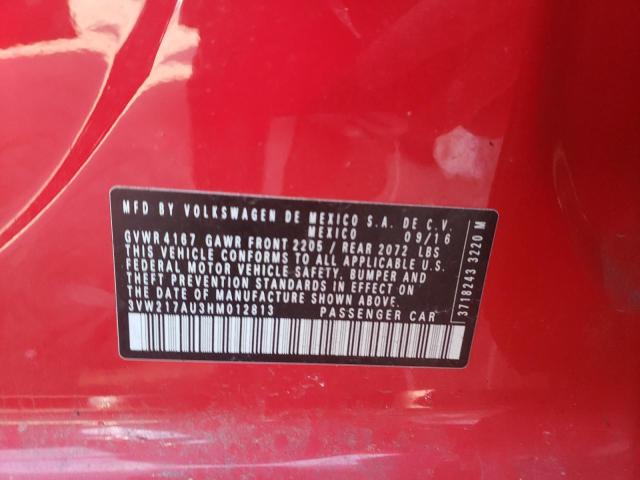 MFD BY VOLKSWAGEN DE MEXICO S.A. DE C.V.
MEXICO 09/16
GVWR 4167 GAWR FRONT 2205 / REAR 2072 LBS
THIS VEHICLE CONFORMS TO ALL APPLICABLE U.S.
FEDERAL MOTOR VEHICLE SAFETY, BUMPER AND
THEFT PREVENTION STANDARDS IN EFFECT ON
THE DATE OF MANUFACTURE SHOWN ABOVE
3VW217AU3HM012813 PASSENGER CAR
3718243 3220 M